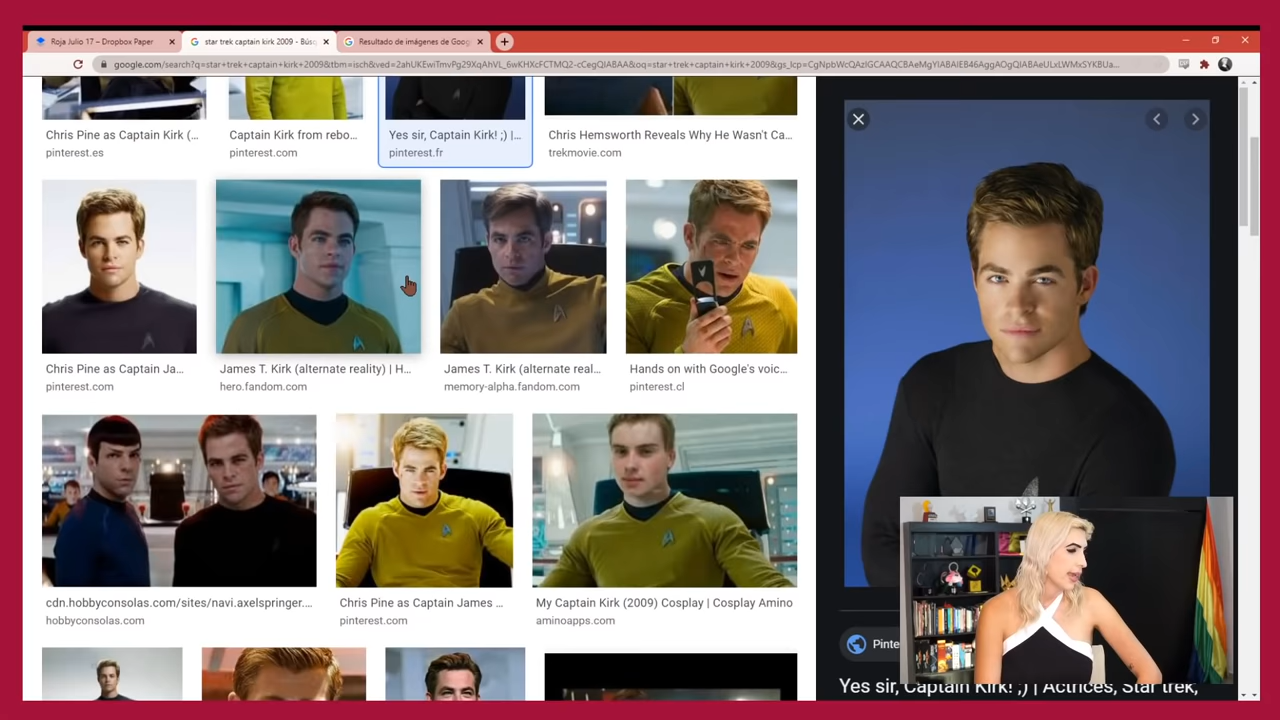 Roja Julio 17 – Dropbox Paper
star trek captain kirk 2009 - Búsq
Resultado de imágenes de Goog
google.com/search?q=star+trek+captain+kirk+2009&tbm=isch&ved=2ahUKEwiTmvPg29XqAhVL_6wKHXcFCTMQ2-cCegQIABAA&oq=star+trek+captain+kirk+2009&gs_lcp=
Chris Pine as Captain Kirk (...
pinterest.es
Captain Kirk from rebo...
pinterest.com
Yes sir, Captain Kirk! ;) |...
pinterest.fr
Chris Hemsworth Reveals Why He Wasn't Ca...
trekmovie.com
Chris Pine as Captain Ja...
pinterest.com
James T. Kirk (alternate reality) | H...
hero.fandom.com
James T. Kirk (alternate real...
memory-alpha.fandom.com
Hands on with Google's voic...
pinterest.cl
cdn.hobbyconsolas.com/sites/navi.axelspringer....
hobbyconsolas.com
Chris Pine as Captain James ...
pinterest.com
My Captain Kirk (2009) Cosplay | Cosplay Amino
aminoapps.com
Pinte
Yes sir, Captain Kirk! ;) | Actrices, Star trek,